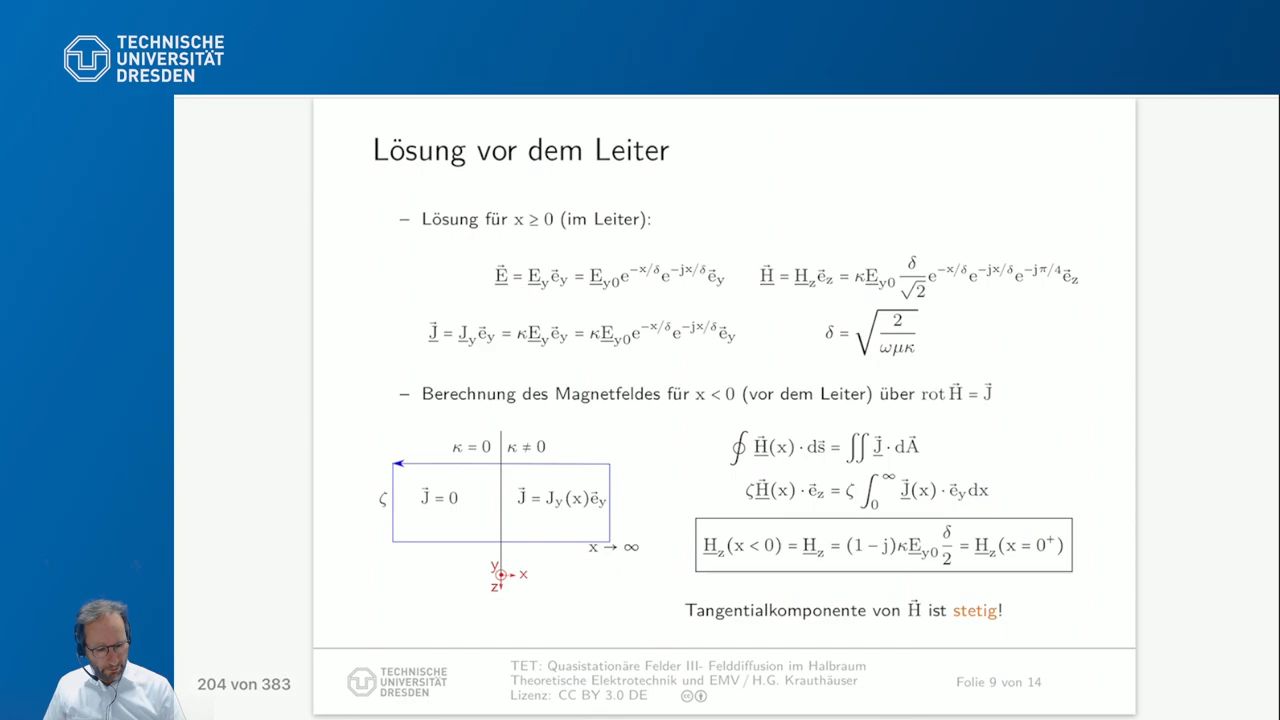 TECHNISCHE
UNIVERSITÄT
DRESDEN
Lösung vor dem Leiter
– Lösung für x ≥ 0 (im Leiter):
E⃗ = E_y e⃗_y = E_y0 e^{−x/δ} e^{−jx/δ} e⃗_y   H⃗ = H_z e⃗_z = κE_y0 δ/√2 e^{−x/δ} e^{−jx/δ} e^{−jπ/4} e⃗_z
J⃗ = J_y e⃗_y = κE_y e⃗_y = κE_y0 e^{−x/δ} e^{−jx/δ} e⃗_y   δ = √(2/ωμκ)
– Berechnung des Magnetfeldes für x < 0 (vor dem Leiter) über rot H⃗ = J⃗
κ = 0 κ ≠ 0
ζ J⃗ = 0 J⃗ = J_y(x)e⃗_y
x → ∞
y
x
z
∮ H⃗(x) · ds⃗ = ∬ J⃗ · dA⃗
ζH⃗(x) · e⃗_z = ζ ∫_0^∞ J⃗(x) · e⃗_y dx
H_z(x < 0) = H_z = (1 − j)κE_y0 δ/2 = H_z(x = 0⁺)
Tangentialkomponente von H⃗ ist stetig!
204 von 383
TECHNISCHE
UNIVERSITÄT
DRESDEN
TET: Quasistationäre Felder III- Felddiffusion im Halbraum
Theoretische Elektrotechnik und EMV / H.G. Krauthäuser
Lizenz: CC BY 3.0 DE
Folie 9 von 14